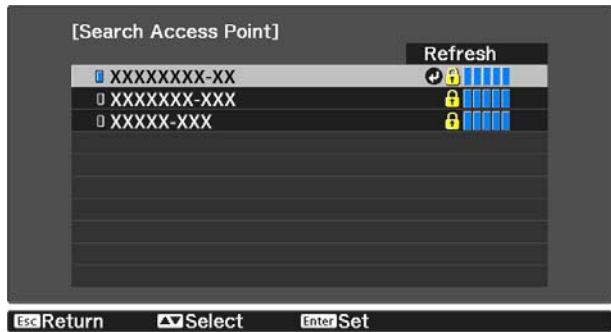 [Search Access Point]
Refresh
XXXXXXXX-XX
XXXXXXX-XXX
XXXXX-XXX
Esc Return Select Enter Set